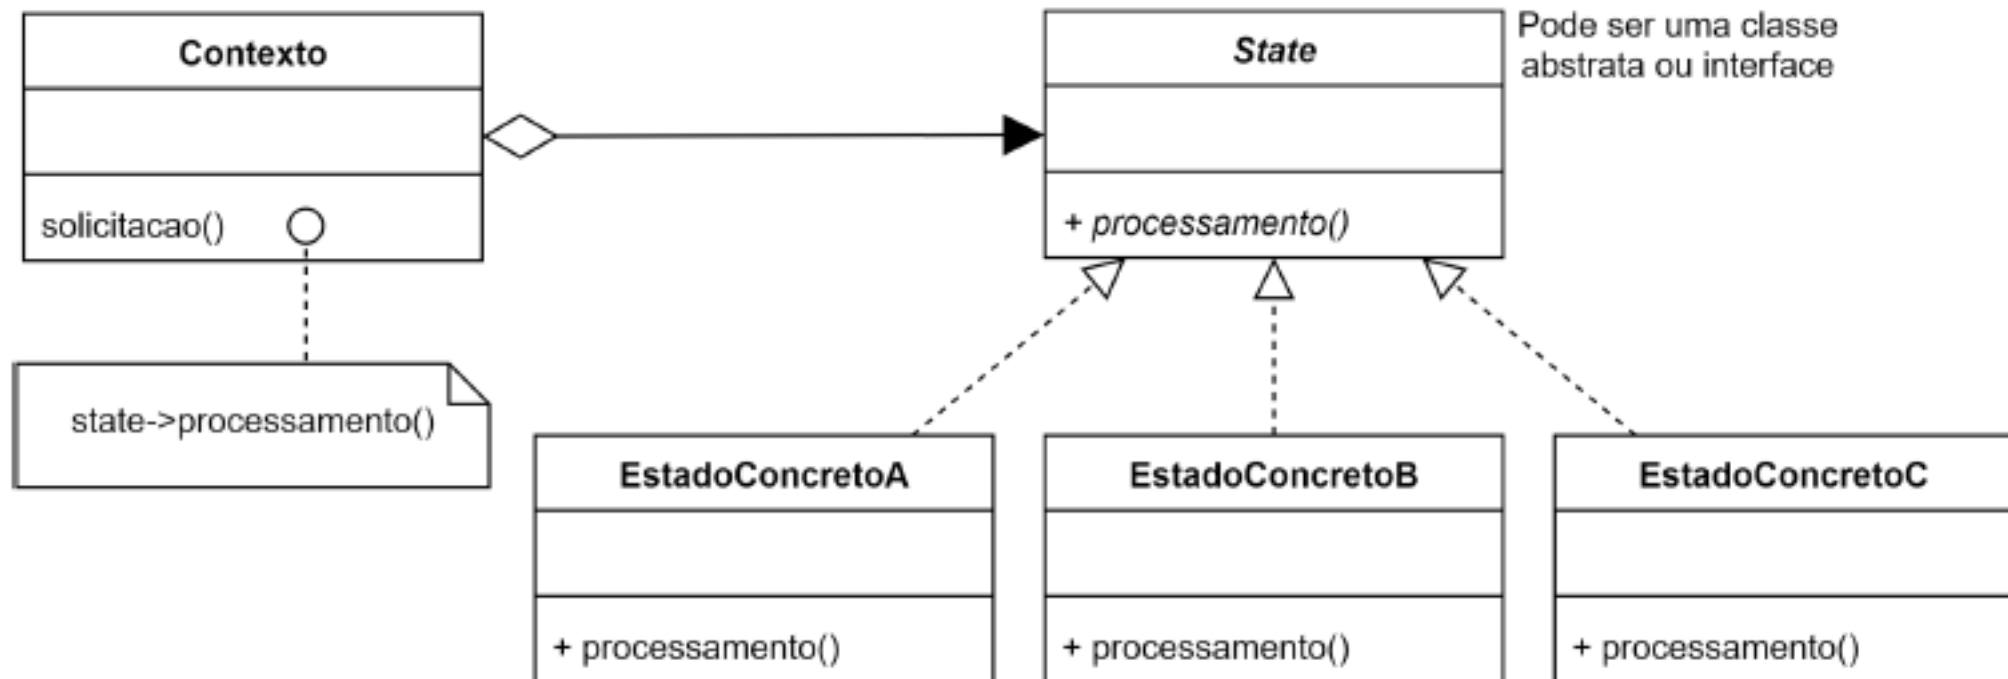 Contexto
solicitacao()
state->processamento()
State
+ processamento()
Pode ser uma classe
abstrata ou interface
EstadoConcretoA
+ processamento()
EstadoConcretoB
+ processamento()
EstadoConcretoC
+ processamento()